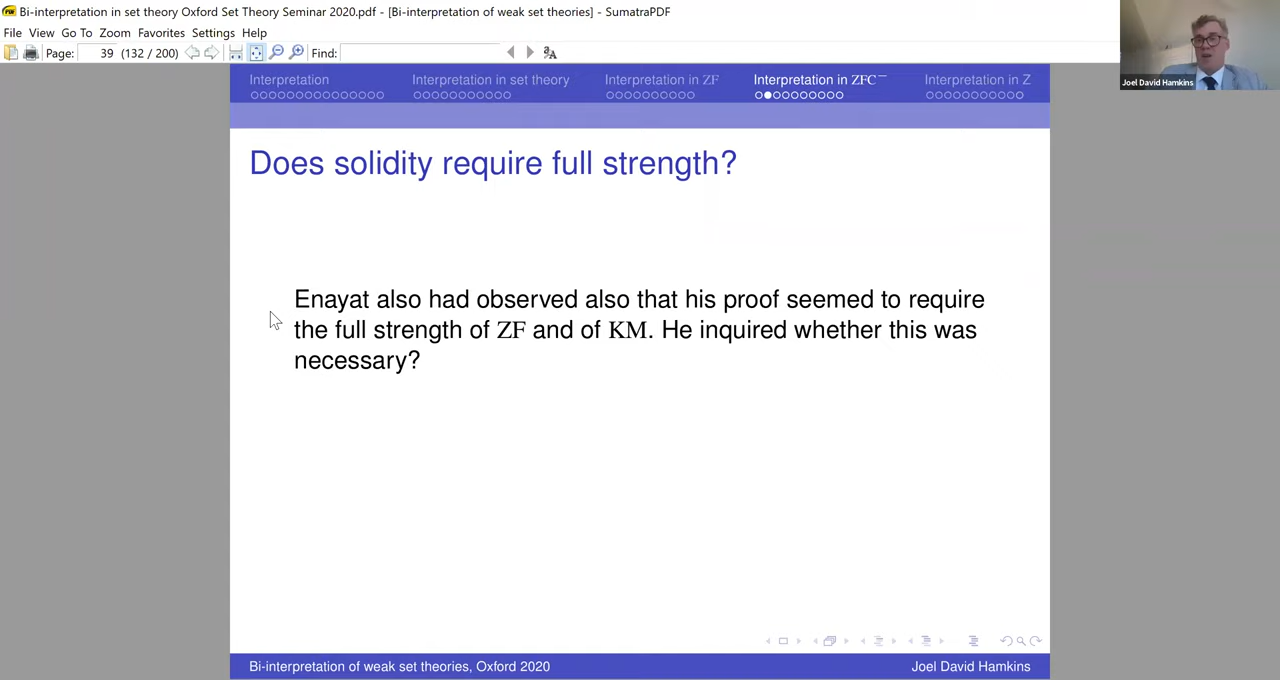 Bi-interpretation in set theory Oxford Set Theory Seminar 2020.pdf - [Bi-interpretation of weak set theories] - SumatraPDF
File View Go To Zoom Favorites Settings Help
Page: 39 (132 / 200) Find:
Joel David Hamkins
Interpretation Interpretation in set theory Interpretation in ZF Interpretation in ZFC⁻ Interpretation in Z
Does solidity require full strength?
Enayat also had observed also that his proof seemed to require
the full strength of ZF and of KM. He inquired whether this was
necessary?
Bi-interpretation of weak set theories, Oxford 2020 Joel David Hamkins